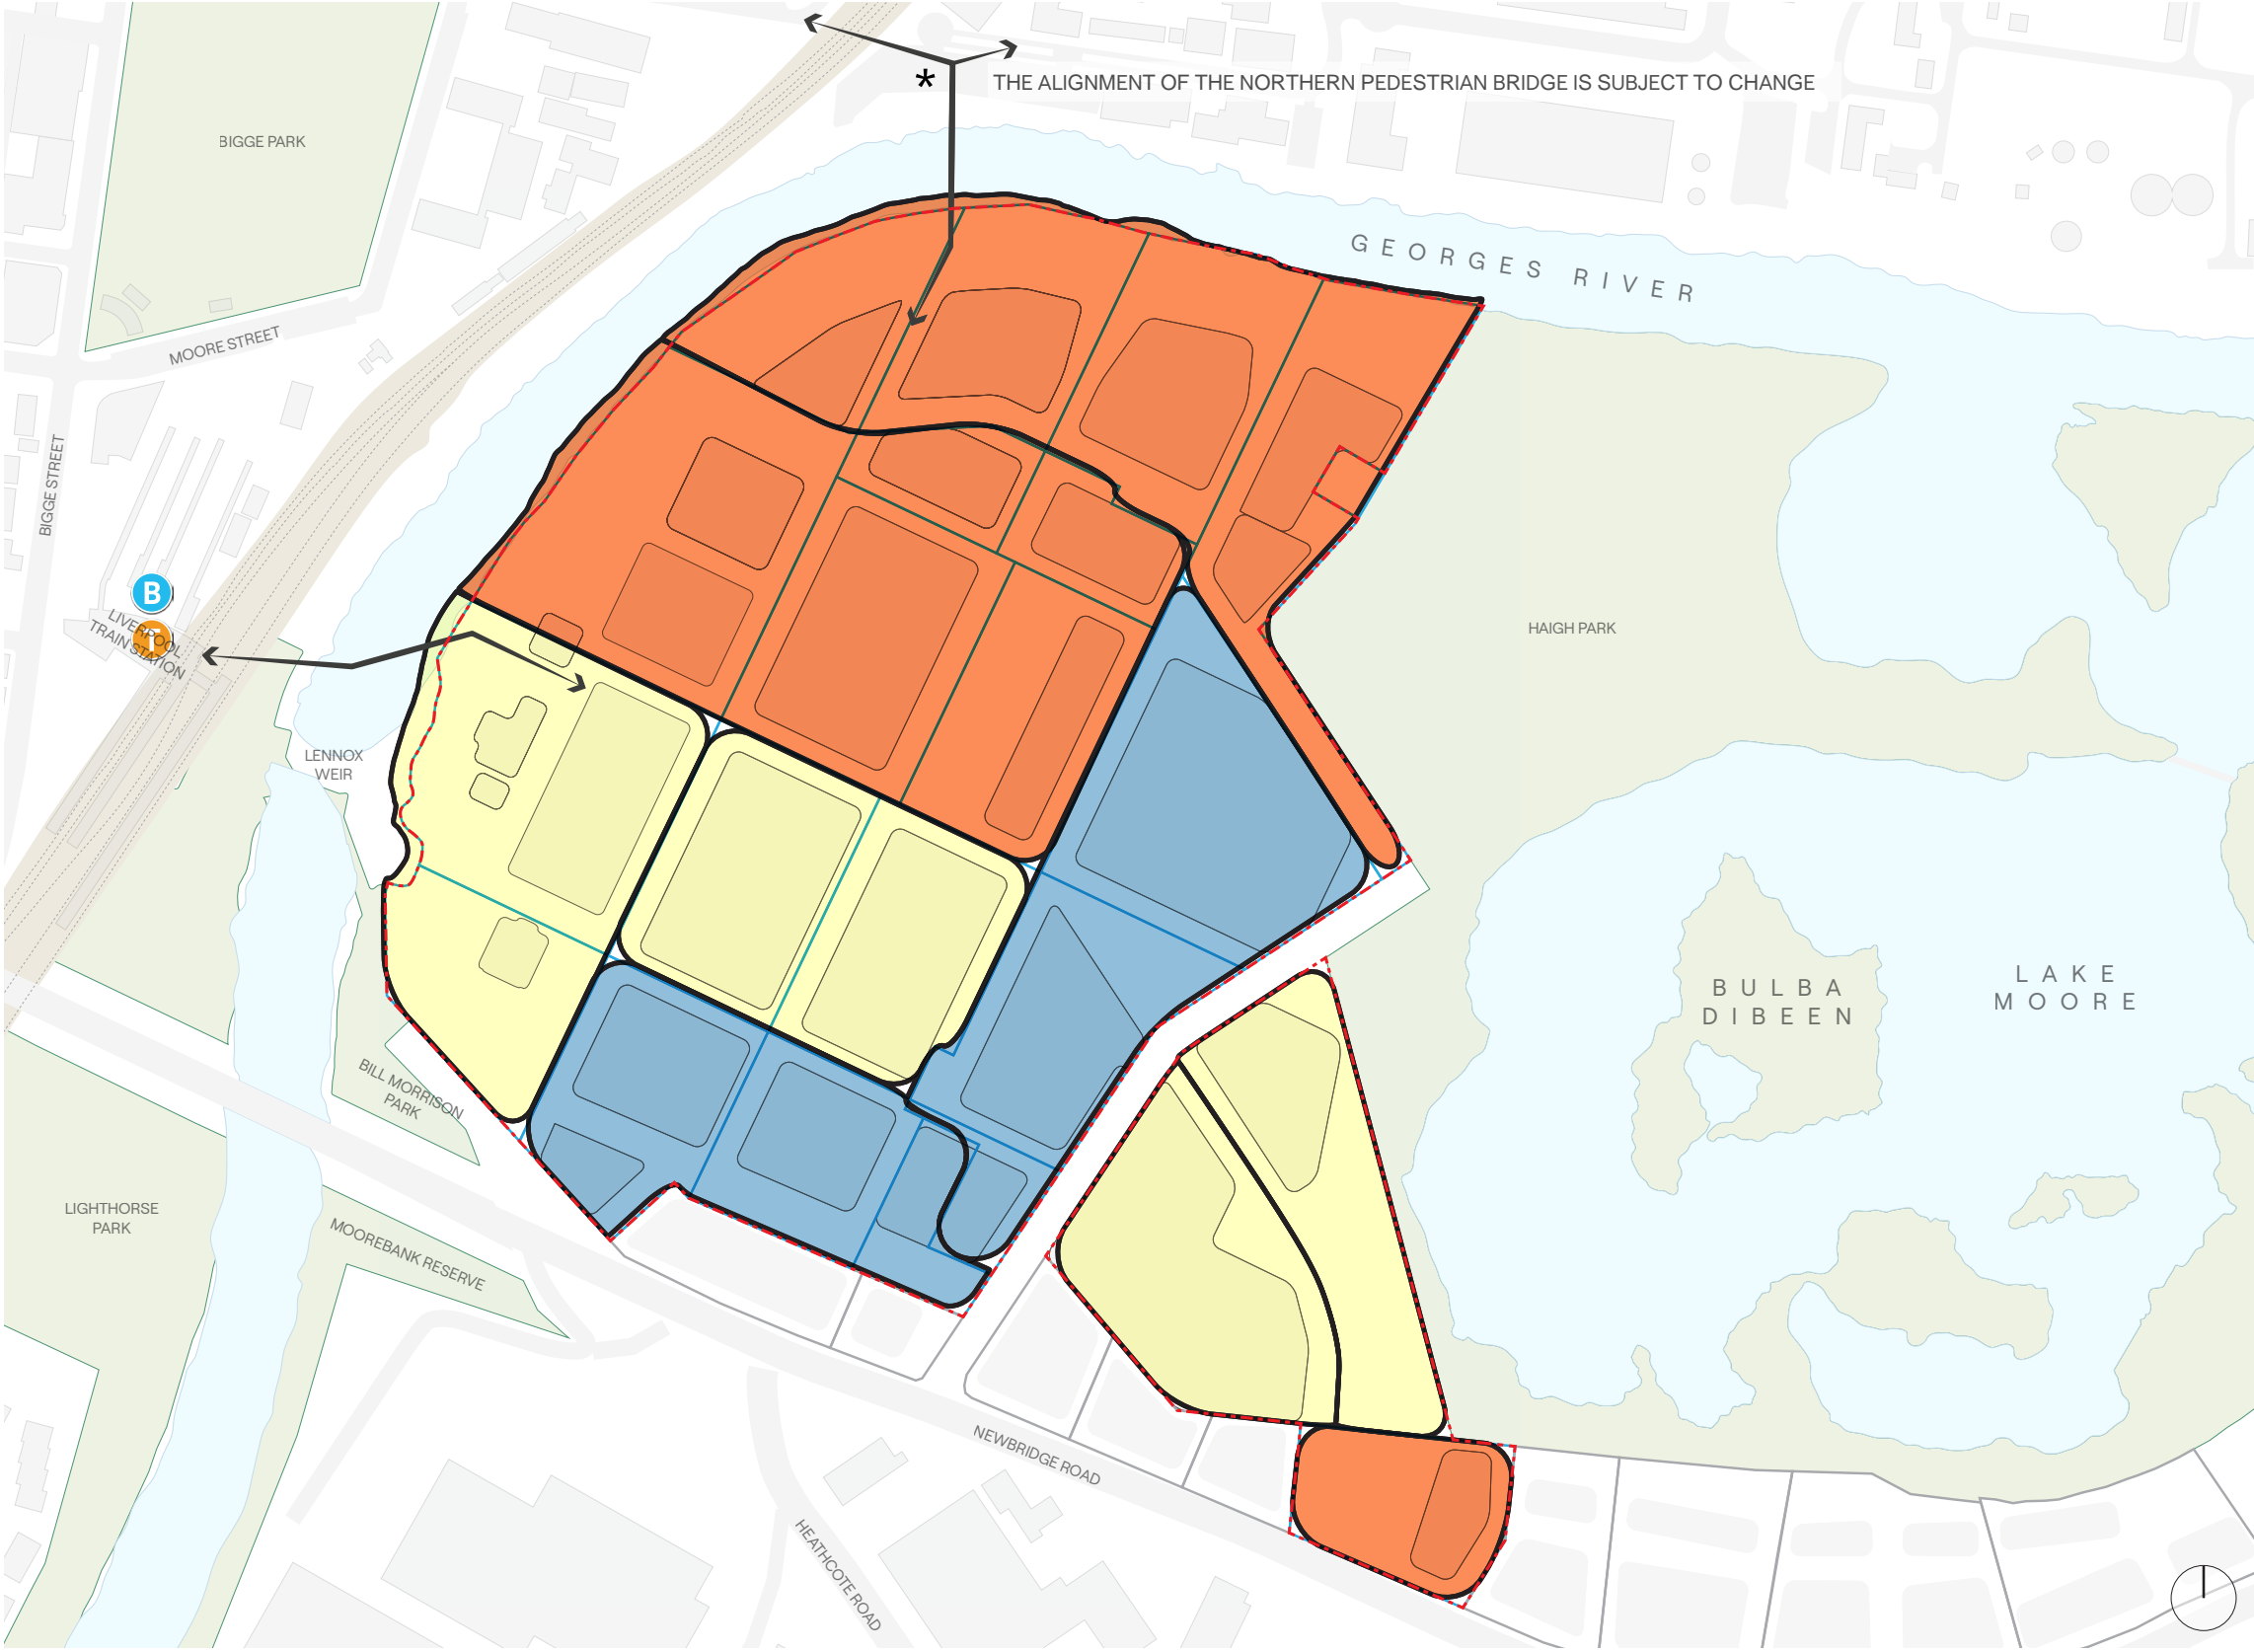 *
THE ALIGNMENT OF THE NORTHERN PEDESTRIAN BRIDGE IS SUBJECT TO CHANGE
BIGGE PARK
GEORGES RIVER
MOORE STREET
BIGGE STREET
B
T
LIVERPOOL
TRAIN STATION
HAIGH PARK
LENNOX
WEIR
BULBA
DIBEEN
LAKE
MOORE
BILL MORRISON
PARK
LIGHTHORSE
PARK
MOOREBANK RESERVE
NEWBRIDGE ROAD
HEATHCOTE ROAD